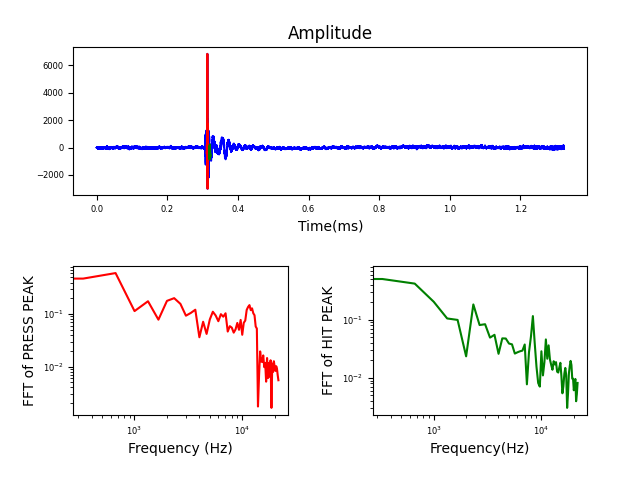 Amplitude
6000
4000
2000
0
−2000
0.0 0.2 0.4 0.6 0.8 1.0 1.2
Time(ms)
FFT of PRESS PEAK
10⁻¹
10⁻²
10³ 10⁴
Frequency (Hz)
FFT of HIT PEAK
10⁻¹
10⁻²
10³ 10⁴
Frequency(Hz)